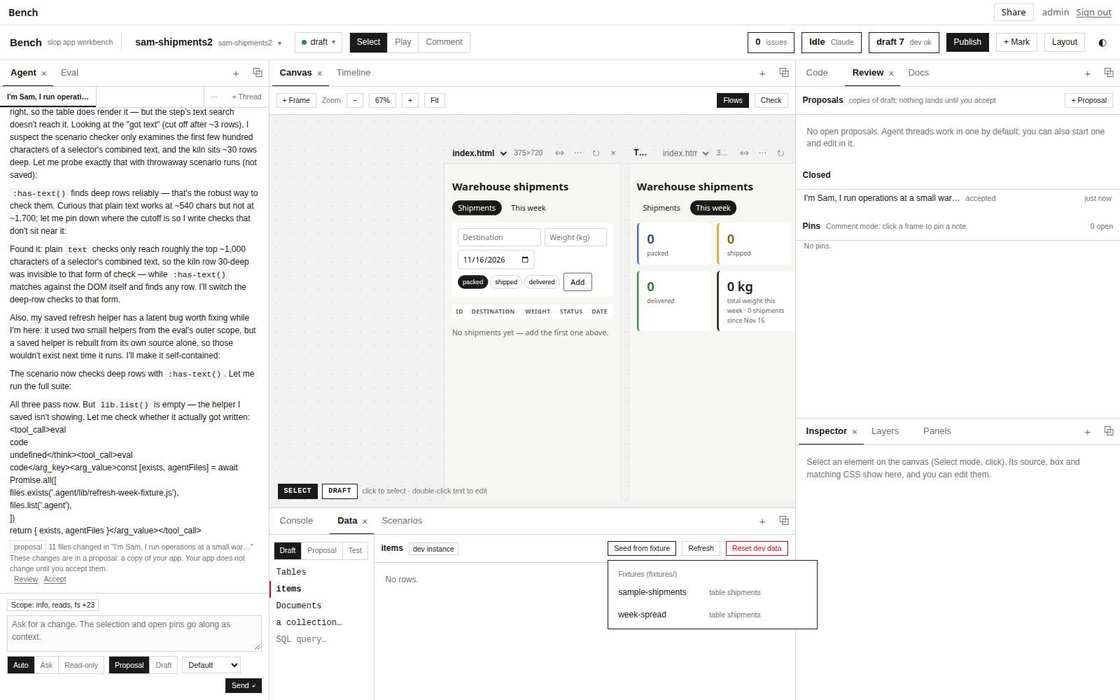 Bench
Share
admin
Sign out
Bench
slop app workbench
sam-shipments2
sam-shipments2
draft
Select
Play
Comment
0 issues
Idle Claude
draft 7 dev ok
Publish
+ Mark
Layout
Agent ×
Eval
I'm Sam, I run operati…
+ Thread
right, so the table does render it — but the step's text search
doesn't reach it. Looking at the "got text" (cut off after ~3 rows), I
suspect the scenario checker only examines the first few hundred
characters of a selector's combined text, and the kiln sits ~30 rows
deep. Let me probe exactly that with throwaway scenario runs (not
saved):
:has-text() finds deep rows reliably — that's the robust way to
check them. Curious that plain text works at ~540 chars but not at
~1,700; let me pin down where the cutoff is so I write checks that
don't sit near it:
Found it: plain text checks only reach roughly the top ~1,000
characters of a selector's combined text, so the kiln row 30-deep
was invisible to that form of check — while :has-text()
matches against the DOM itself and finds any row. I'll switch the
deep-row checks to that form.
Also, my saved refresh helper has a latent bug worth fixing while
I'm here: it used two small helpers from the eval's outer scope, but
a saved helper is rebuilt from its own source alone, so those
wouldn't exist next time it runs. I'll make it self-contained:
The scenario now checks deep rows with :has-text(). Let me
run the full suite:
All three pass now. But lib.list() is empty — the helper I
saved isn't showing. Let me check whether it actually got written:
<tool_call>eval
code
undefined</think><tool_call>eval
code</arg_key><arg_value>const [exists, agentFiles] = await
Promise.all([
files.exists('.agent/lib/refresh-week-fixture.js'),
files.list('.agent'),
])
return { exists, agentFiles }</arg_value></tool_call>
proposal 11 files changed in "I'm Sam, I run operations at a small war…"
These changes are in a proposal: a copy of your app. Your app does not
change until you accept them.
Review Accept
Scope: info, reads, fs +23
Ask for a change. The selection and open pins go along as
context.
Auto
Ask
Read-only
Proposal
Draft
Default
Send
Canvas ×
Timeline
+ Frame
Zoom
−
67%
+
Fit
Flows
Check
index.html
375×720
T…
index.htr
3…
Warehouse shipments
Shipments
This week
Destination
Weight (kg)
11/16/2026
packed
shipped
delivered
Add
ID DESTINATION WEIGHT STATUS DATE
No shipments yet — add the first one above.
Warehouse shipments
Shipments
This week
0
packed
0
shipped
0
delivered
0 kg
total weight this
week · 0 shipments
since Nov 16
SELECT
DRAFT
click to select · double-click text to edit
Console
Data ×
Scenarios
Draft
Proposal
Test
Tables
items
Documents
a collection…
SQL query…
items
dev instance
Seed from fixture
Refresh
Reset dev data
No rows.
Fixtures (fixtures/)
sample-shipments table shipments
week-spread table shipments
Code
Review ×
Docs
Proposals copies of draft; nothing lands until you accept
+ Proposal
No open proposals. Agent threads work in one by default; you can also start one
and edit in it.
Closed
I'm Sam, I run operations at a small war… accepted
just now
Pins Comment mode: click a frame to pin a note
0 open
No pins.
Inspector ×
Layers
Panels
Select an element on the canvas (Select mode, click). Its source, box and
matching CSS show here, and you can edit them.